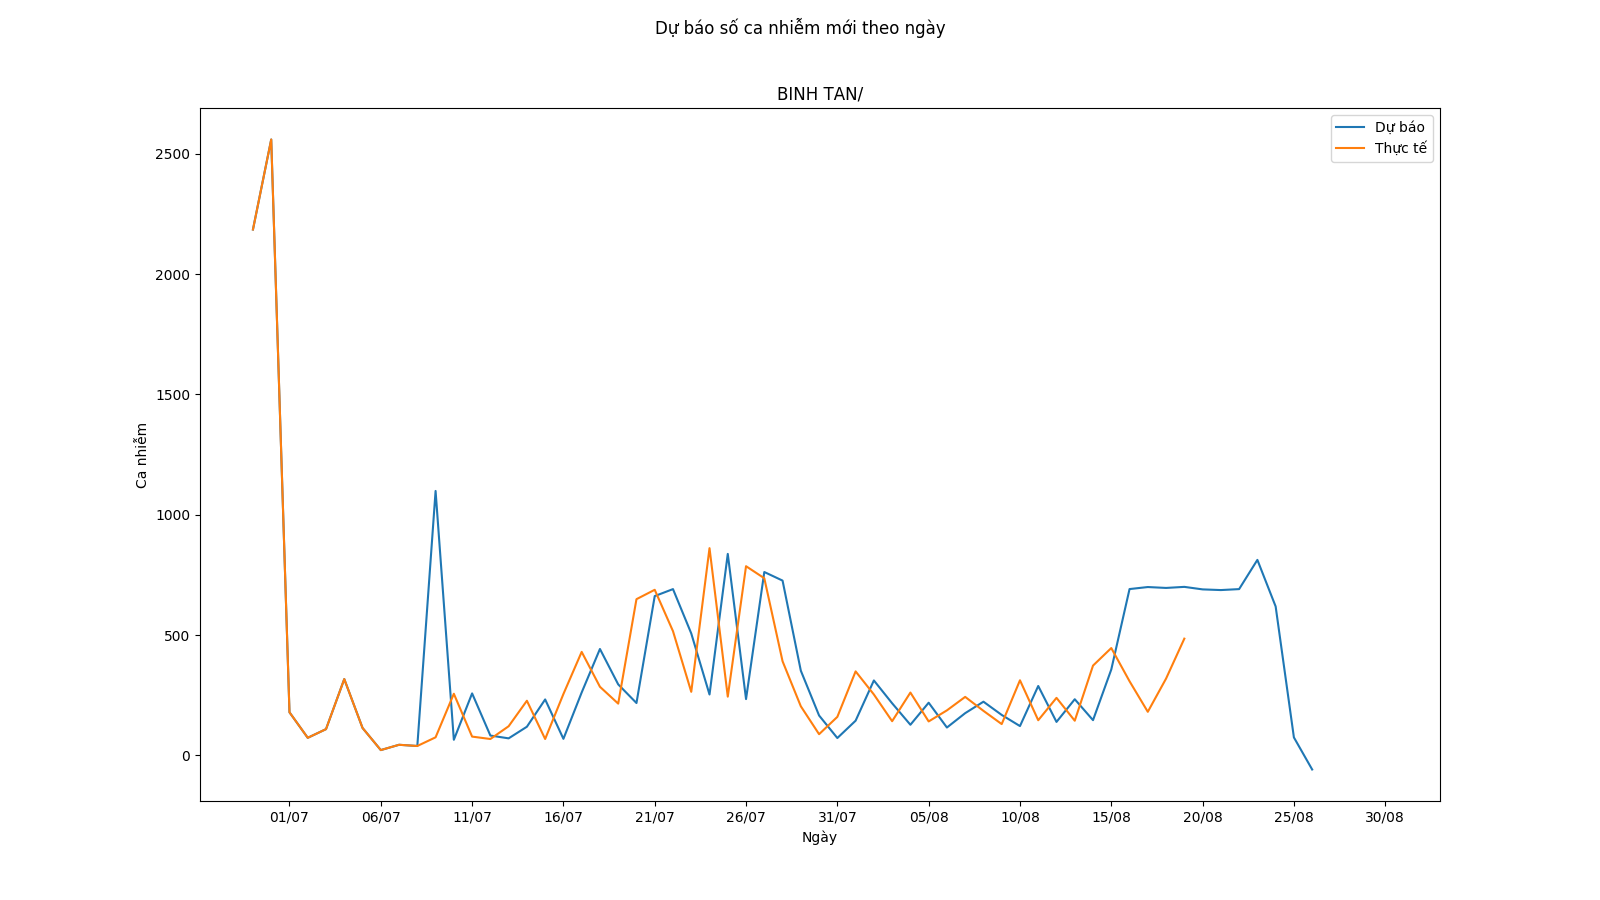 Dự báo số ca nhiễm mới theo ngày
BINH TAN/
Dự báo
Thực tế
2500
2000
1500
1000
500
0
Ca nhiễm
01/07 06/07 11/07 16/07 21/07 26/07 31/07 05/08 10/08 15/08 20/08 25/08 30/08
Ngày